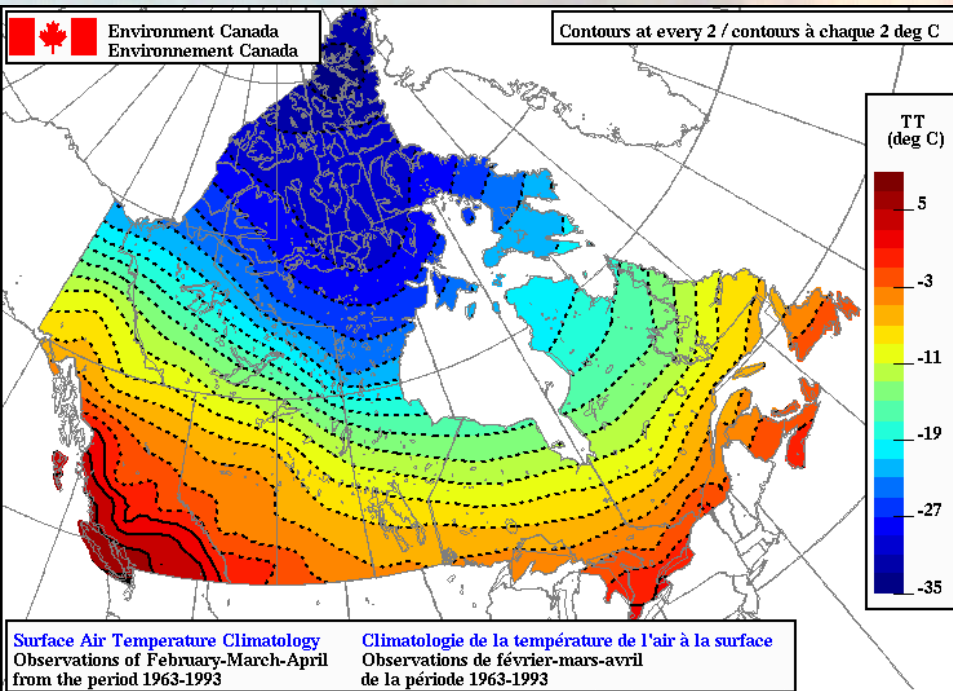 Environment Canada
Environnement Canada
Contours at every 2 / contours à chaque 2 deg C
TT
(deg C)
5
-3
-11
-19
-27
-35
Surface Air Temperature Climatology
Observations of February-March-April
from the period 1963-1993
Climatologie de la température de l'air à la surface
Observations de février-mars-avril
de la période 1963-1993